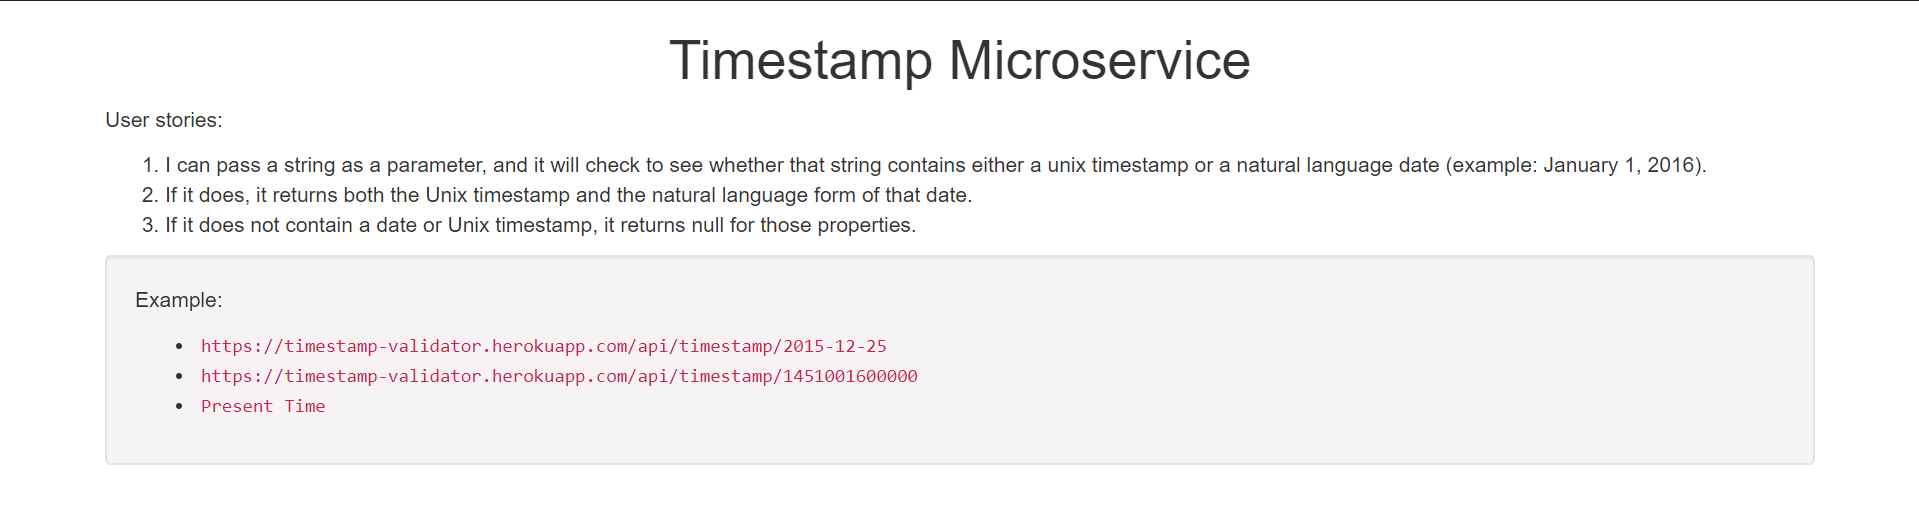 Timestamp Microservice
User stories:
1. I can pass a string as a parameter, and it will check to see whether that string contains either a unix timestamp or a natural language date (example: January 1, 2016).
2. If it does, it returns both the Unix timestamp and the natural language form of that date.
3. If it does not contain a date or Unix timestamp, it returns null for those properties.
Example:
• https://timestamp-validator.herokuapp.com/api/timestamp/2015-12-25
• https://timestamp-validator.herokuapp.com/api/timestamp/1451001600000
• Present Time